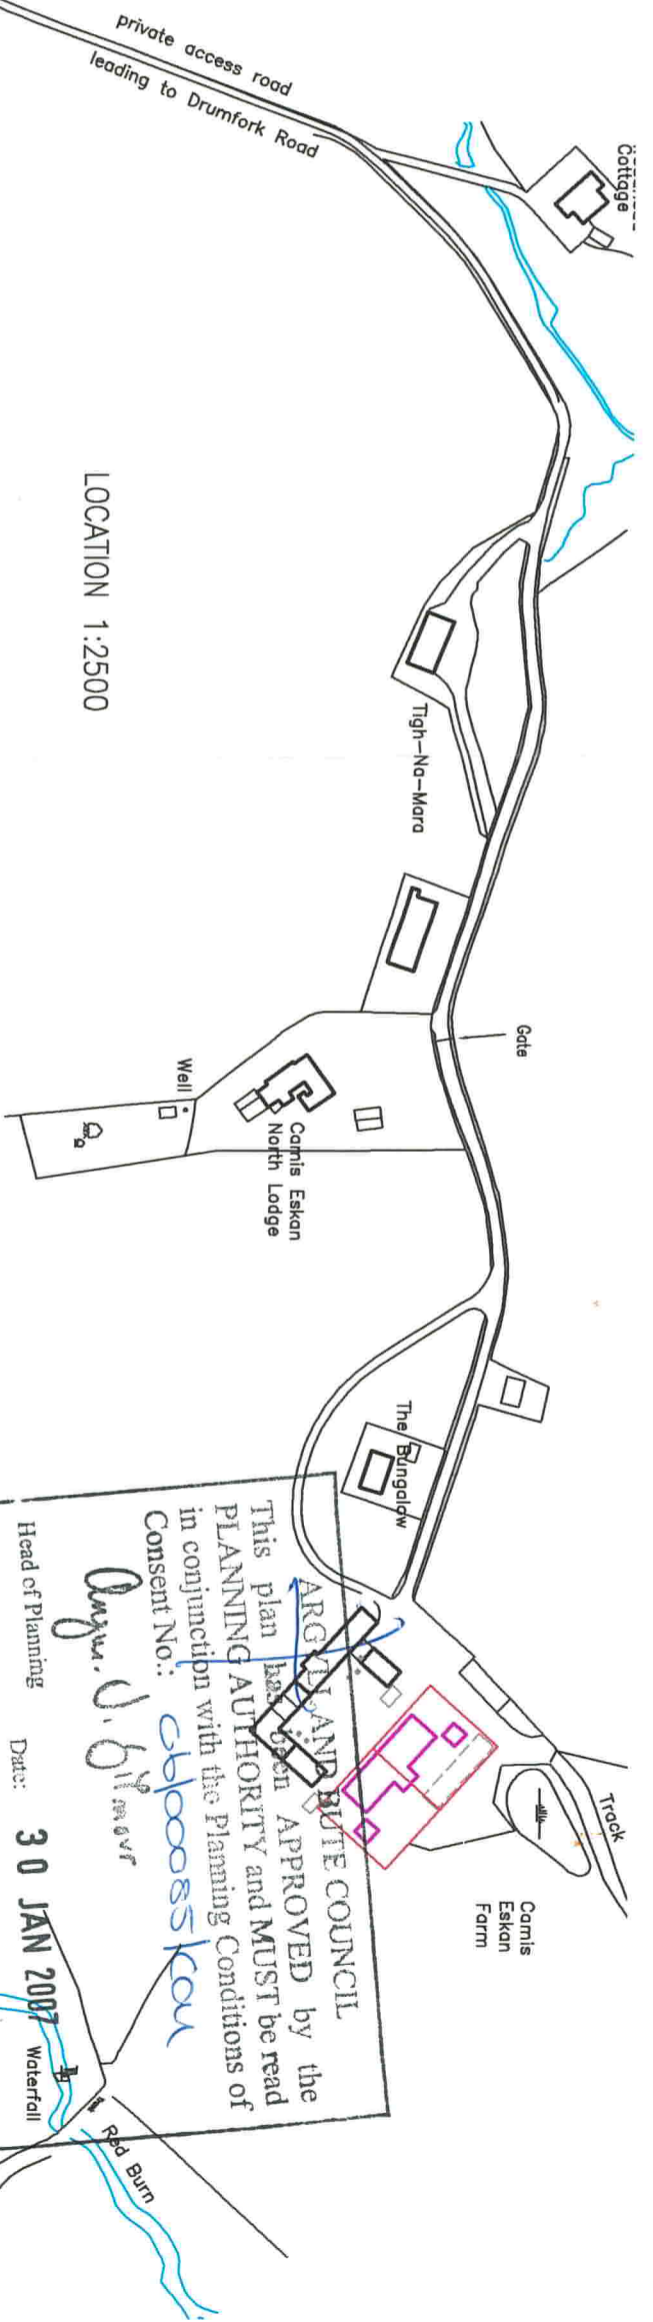 private access road
leading to Drumfork Road
Cottage
LOCATION 1:2500
Tigh-Na-Mara
Gate
Well
Camis Eskan
North Lodge
The Bungalow
Track
Camis
Eskan
Farm
ARGYLL AND BUTE COUNCIL
This plan has been APPROVED by the
PLANNING AUTHORITY and MUST be read
in conjunction with the Planning Conditions of
Consent No.: 06/00085/COU
Angus. J. Gilmour
Head of Planning Date: 30 JAN 2007
Waterfall
Red Burn